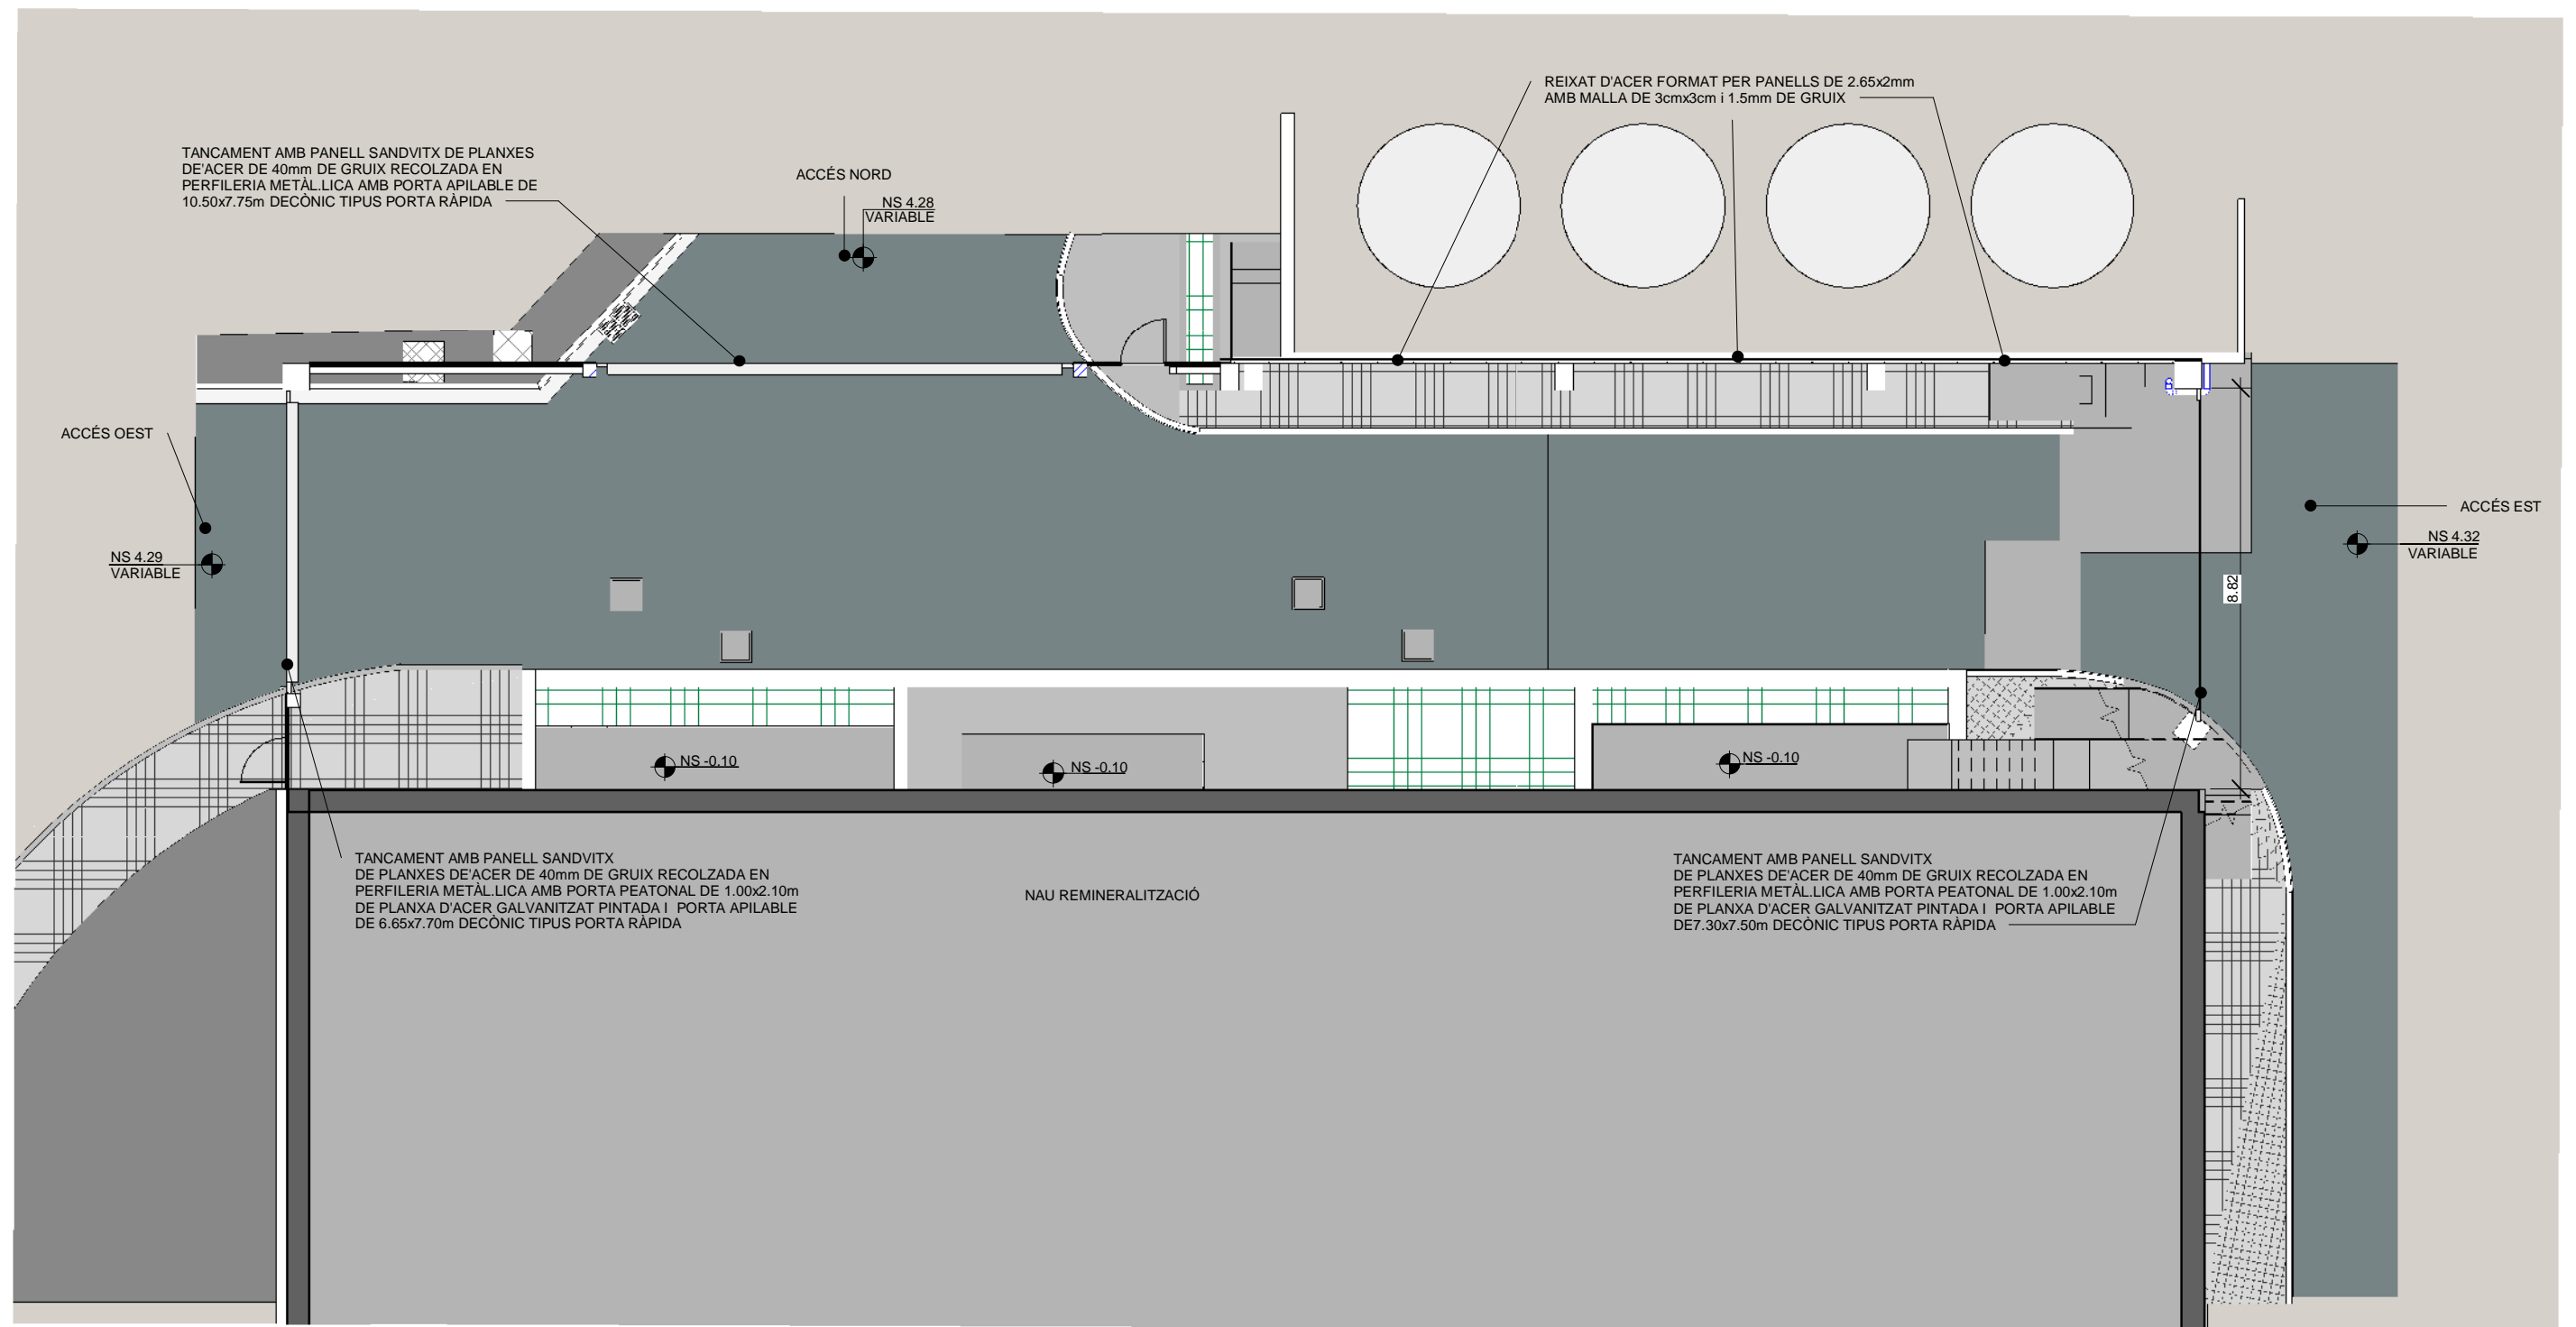 REIXAT D'ACER FORMAT PER PANELLS DE 2.65x2mm
AMB MALLA DE 3cmx3cm i 1.5mm DE GRUIX
TANCAMENT AMB PANELL SANDVITX DE PLANXES
DE'ACER DE 40mm DE GRUIX RECOLZADA EN
PERFILERIA METÀL.LICA AMB PORTA APILABLE DE
10.50x7.75m DECÒNIC TIPUS PORTA RÀPIDA
ACCÉS NORD
NS 4.28
VARIABLE
ACCÉS OEST
NS 4.29
VARIABLE
ACCÉS EST
NS 4.32
VARIABLE
8.82
NS -0.10
NS -0.10
NS -0.10
TANCAMENT AMB PANELL SANDVITX
DE PLANXES DE'ACER DE 40mm DE GRUIX RECOLZADA EN
PERFILERIA METÀL.LICA AMB PORTA PEATONAL DE 1.00x2.10m
DE PLANXA D'ACER GALVANITZAT PINTADA I  PORTA APILABLE
DE 6.65x7.70m DECÒNIC TIPUS PORTA RÀPIDA
NAU REMINERALITZACIÓ
TANCAMENT AMB PANELL SANDVITX
DE PLANXES DE'ACER DE 40mm DE GRUIX RECOLZADA EN
PERFILERIA METÀL.LICA AMB PORTA PEATONAL DE 1.00x2.10m
DE PLANXA D'ACER GALVANITZAT PINTADA I  PORTA APILABLE
DE7.30x7.50m DECÒNIC TIPUS PORTA RÀPIDA